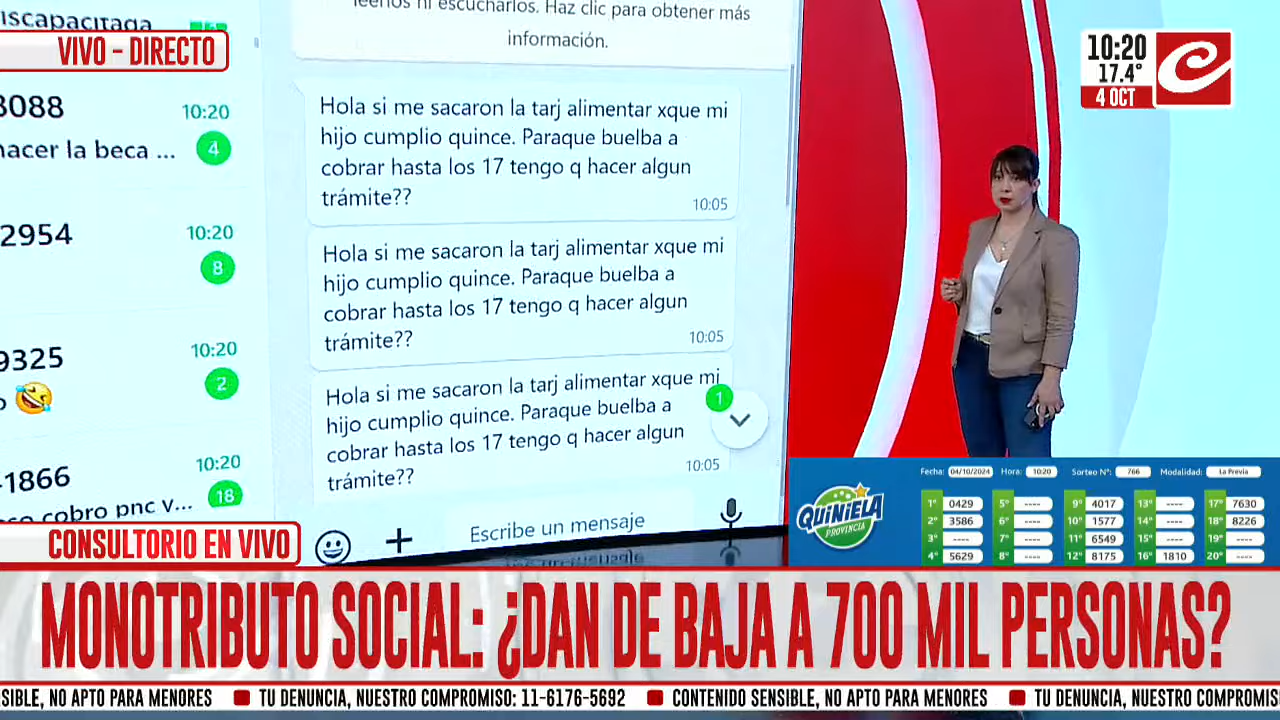 iscapacitaga
VIVO - DIRECTO
3088
10:20
hacer la beca ...
4
2954
10:20
8
9325
10:20
2
-1866
10:20
cobro pnc v...
18
leerlos ni escucharlos. Haz clic para obtener más
información.
Hola si me sacaron la tarj alimentar xque mi
hijo cumplio quince. Paraque buelba a
cobrar hasta los 17 tengo q hacer algun
trámite??
10:05
Hola si me sacaron la tarj alimentar xque mi
hijo cumplio quince. Paraque buelba a
cobrar hasta los 17 tengo q hacer algun
trámite??
10:05
Hola si me sacaron la tarj alimentar xque mi
hijo cumplio quince. Paraque buelba a
cobrar hasta los 17 tengo q hacer algun
trámite??
10:05
1
Escribe un mensaje
10:20
17.4°
4 OCT
Fecha: 04/10/2024 Hora: 10:20 Sorteo N°: 766 Modalidad: La Previa
QUINIELA
PROVINCIA
1° 0429 5° ---- 9° 4017 13° ---- 17° 7630
2° 3586 6° ---- 10° 1577 14° ---- 18° 8226
3° ---- 7° ---- 11° 6549 15° ---- 19° ----
4° 5629 8° ---- 12° 8175 16° 1810 20° ----
CONSULTORIO EN VIVO
MONOTRIBUTO SOCIAL: ¿DAN DE BAJA A 700 MIL PERSONAS?
SIBLE, NO APTO PARA MENORES TU DENUNCIA, NUESTRO COMPROMISO: 11-6176-5692 CONTENIDO SENSIBLE, NO APTO PARA MENORES TU DENUNCIA, NUESTRO COMPROMIS